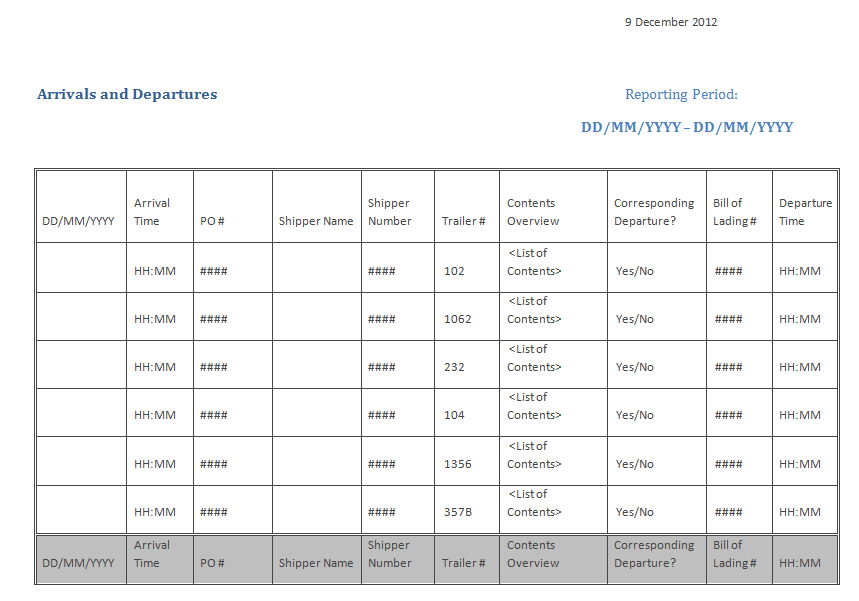 9 December 2012
Arrivals and Departures Reporting Period:
DD/MM/YYYY – DD/MM/YYYY
Arrival Shipper Contents Corresponding Bill of Departure
DD/MM/YYYY Time PO # Shipper Name Number Trailer # Overview Departure? Lading # Time
<List of
HH:MM #### #### 102 Contents> Yes/No #### HH:MM
<List of
HH:MM #### #### 1062 Contents> Yes/No #### HH:MM
<List of
HH:MM #### #### 232 Contents> Yes/No #### HH:MM
<List of
HH:MM #### #### 104 Contents> Yes/No #### HH:MM
<List of
HH:MM #### #### 1356 Contents> Yes/No #### HH:MM
<List of
HH:MM #### #### 357B Contents> Yes/No #### HH:MM
Arrival Shipper Contents Corresponding Bill of
DD/MM/YYYY Time PO # Shipper Name Number Trailer # Overview Departure? Lading # HH:MM